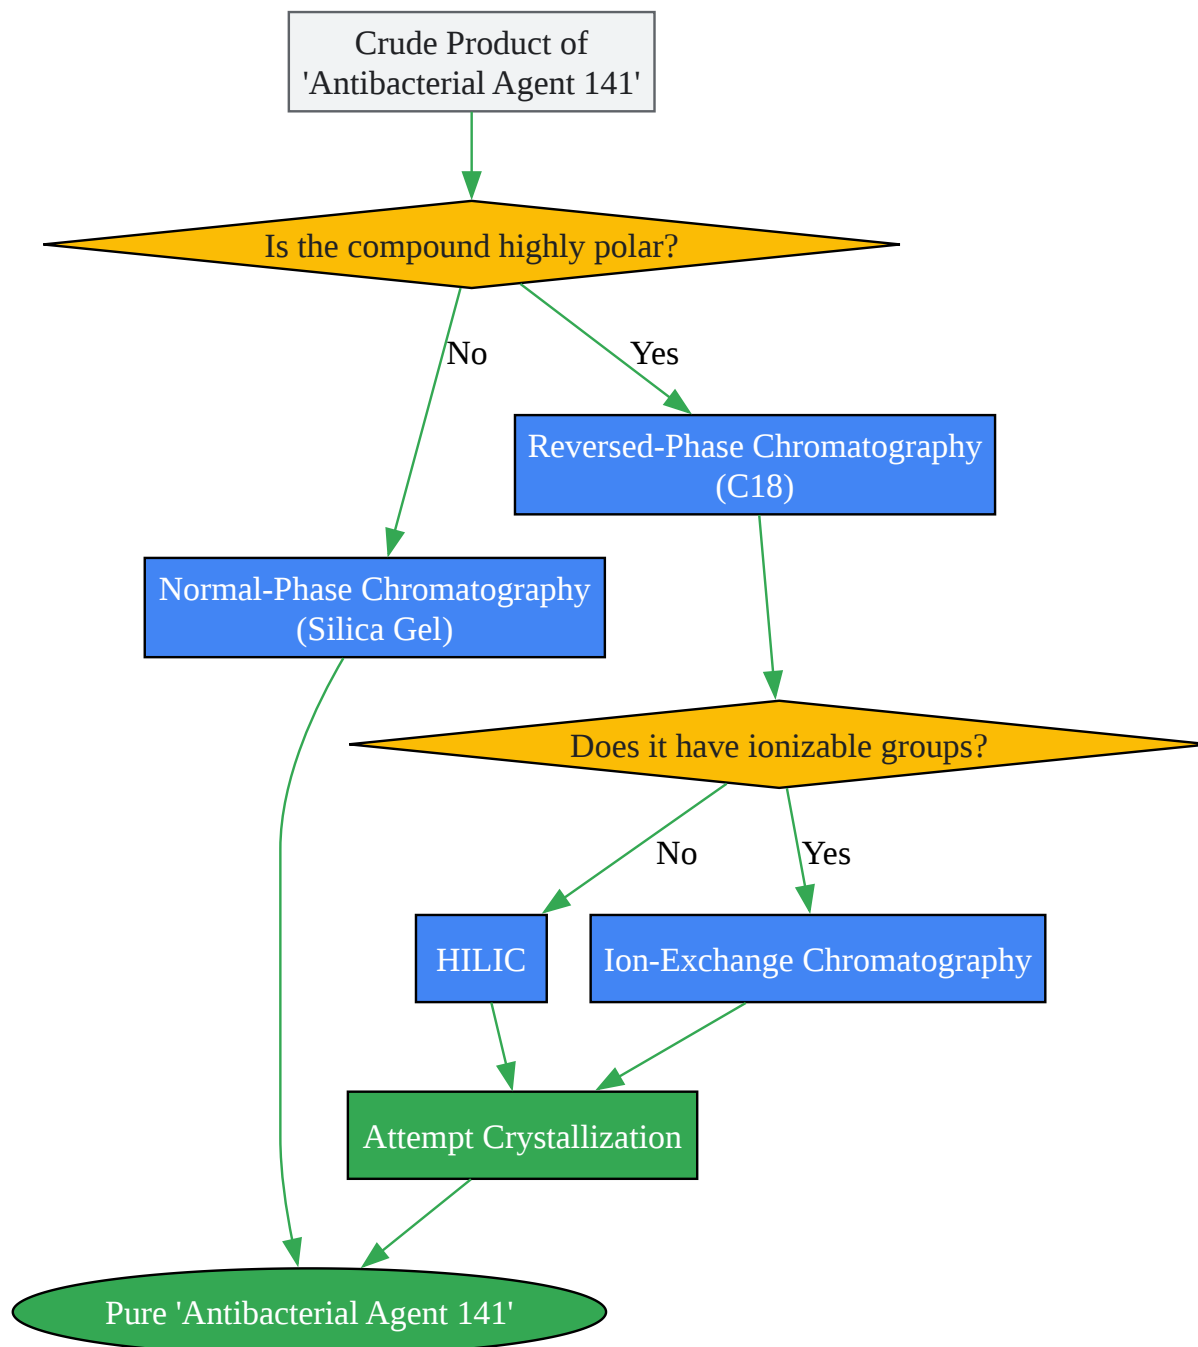 Crude Product of
'Antibacterial Agent 141'
Is the compound highly polar?
No
Yes
Reversed-Phase Chromatography
(C18)
Normal-Phase Chromatography
(Silica Gel)
Does it have ionizable groups?
No
Yes
HILIC
Ion-Exchange Chromatography
Attempt Crystallization
Pure 'Antibacterial Agent 141'